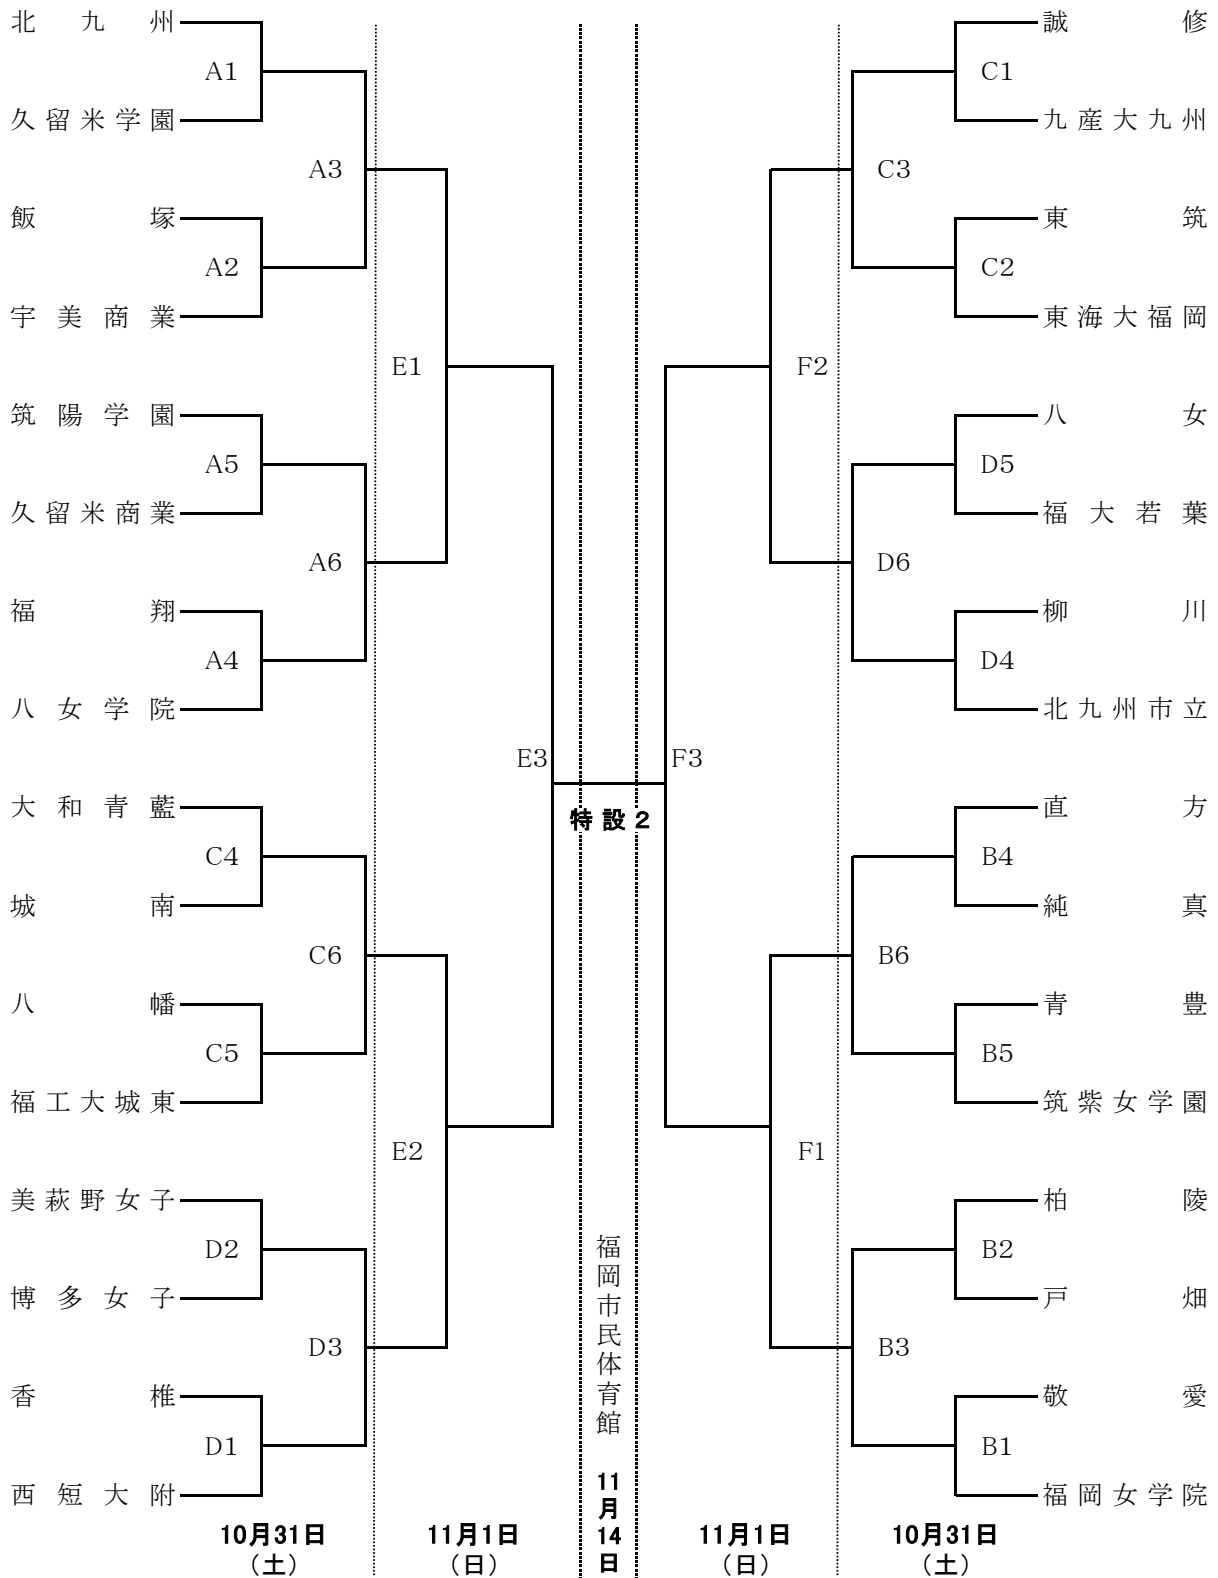 北九州
A1
久留米学園
A3
飯塚
A2
宇美商業
E1
筑陽学園
A5
久留米商業
A6
福翔
A4
八女学院
E3
大和青藍
C4
城南
C6
八幡
C5
福工大城東
E2
美萩野女子
D2
博多女子
D3
香椎
D1
西短大附
10月31日
（土）
11月1日
（日）
特設2
福岡市民体育館 11月14日
誠修
C1
九産大九州
C3
東筑
C2
東海大福岡
F2
八女
D5
福大若葉
D6
柳川
D4
北九州市立
F3
直方
B4
純真
B6
青豊
B5
筑紫女学園
F1
柏陵
B2
戸畑
B3
敬愛
B1
福岡女学院
11月1日
（日）
10月31日
（土）